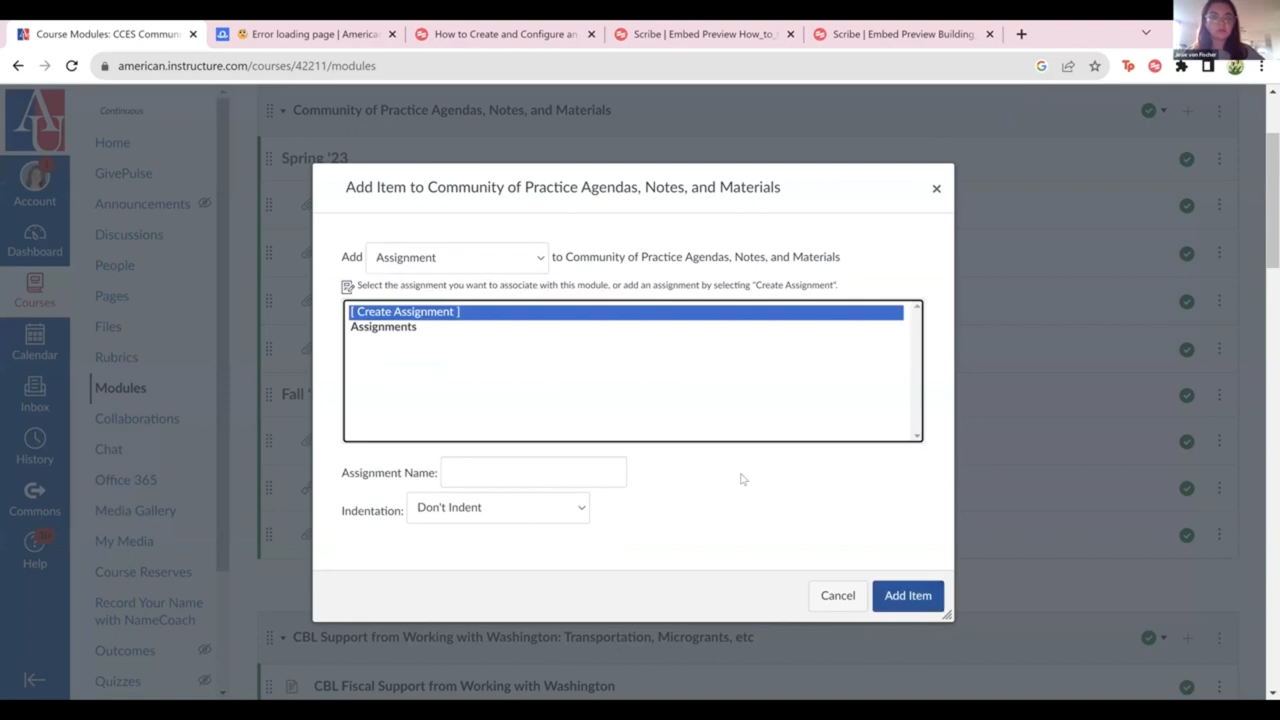 Course Modules: CCES Commun
Error loading page | America
How to Create and Configure an
Scribe | Embed Preview How_to_
Scribe | Embed Preview Building
american.instructure.com/courses/42211/modules
Continuous
Account
Dashboard
Courses
Calendar
Inbox
History
Commons
Help
Home
GivePulse
Announcements
Discussions
People
Pages
Files
Rubrics
Modules
Collaborations
Chat
Office 365
Media Gallery
My Media
Course Reserves
Record Your Name
with NameCoach
Outcomes
Quizzes
Community of Practice Agendas, Notes, and Materials
Spring '23
Fall '
Add Item to Community of Practice Agendas, Notes, and Materials
Add Assignment to Community of Practice Agendas, Notes, and Materials
Select the assignment you want to associate with this module, or add an assignment by selecting "Create Assignment".
[ Create Assignment ]
Assignments
Assignment Name:
Indentation: Don't Indent
Cancel Add Item
CBL Support from Working with Washington: Transportation, Microgrants, etc
CBL Fiscal Support from Working with Washington